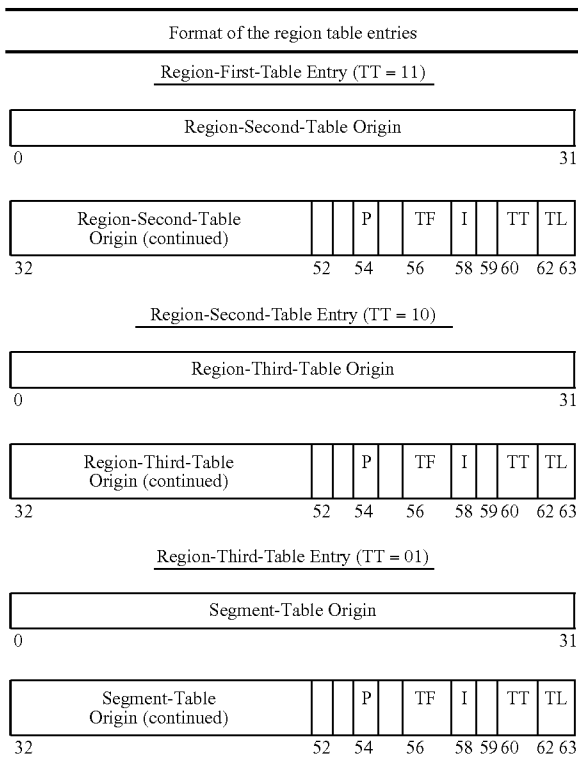 Format of the region table entries
Region-First-Table Entry (TT = 11)
Region-Second-Table Origin
0 31
Region-Second-Table P TF I TT TL
Origin (continued)
32 52 54 56 58 59 60 62 63
Region-Second-Table Entry (TT = 10)
Region-Third-Table Origin
0 31
Region-Third-Table P TF I TT TL
Origin (continued)
32 52 54 56 58 59 60 62 63
Region-Third-Table Entry (TT = 01)
Segment-Table Origin
0 31
Segment-Table P TF I TT TL
Origin (continued)
32 52 54 56 58 59 60 62 63